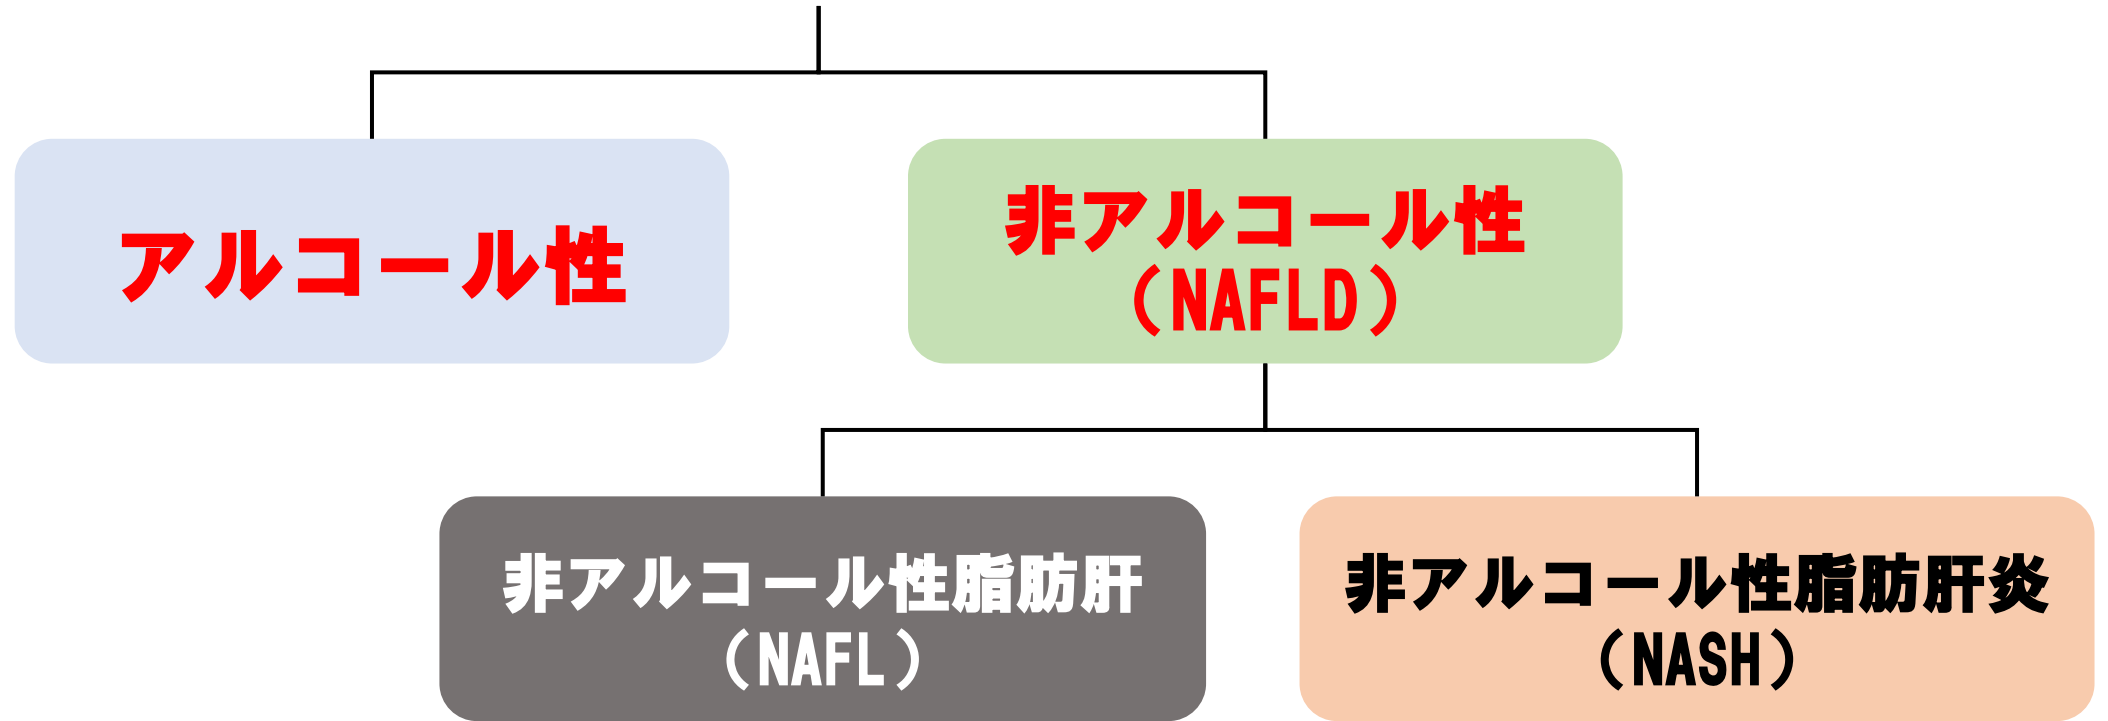 アルコール性
非アルコール性
（NAFLD）
非アルコール性脂肪肝
（NAFL）
非アルコール性脂肪肝炎
（NASH）